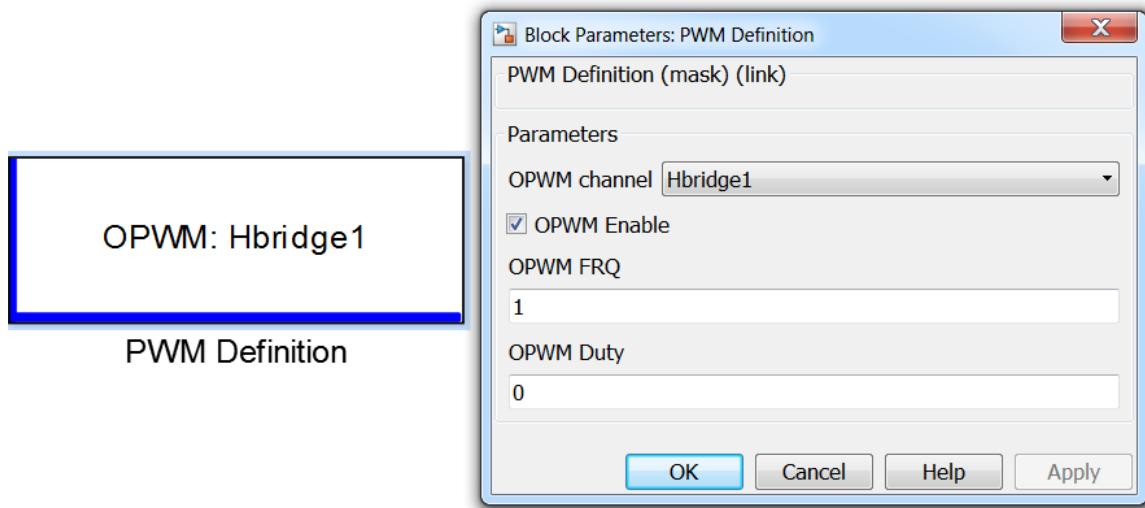 OPWM: Hbridge1
PWM Definition
Block Parameters: PWM Definition
X
PWM Definition (mask) (link)
Parameters
OPWM channel Hbridge1
OPWM Enable
OPWM FRQ
1
OPWM Duty
0
OK Cancel Help Apply